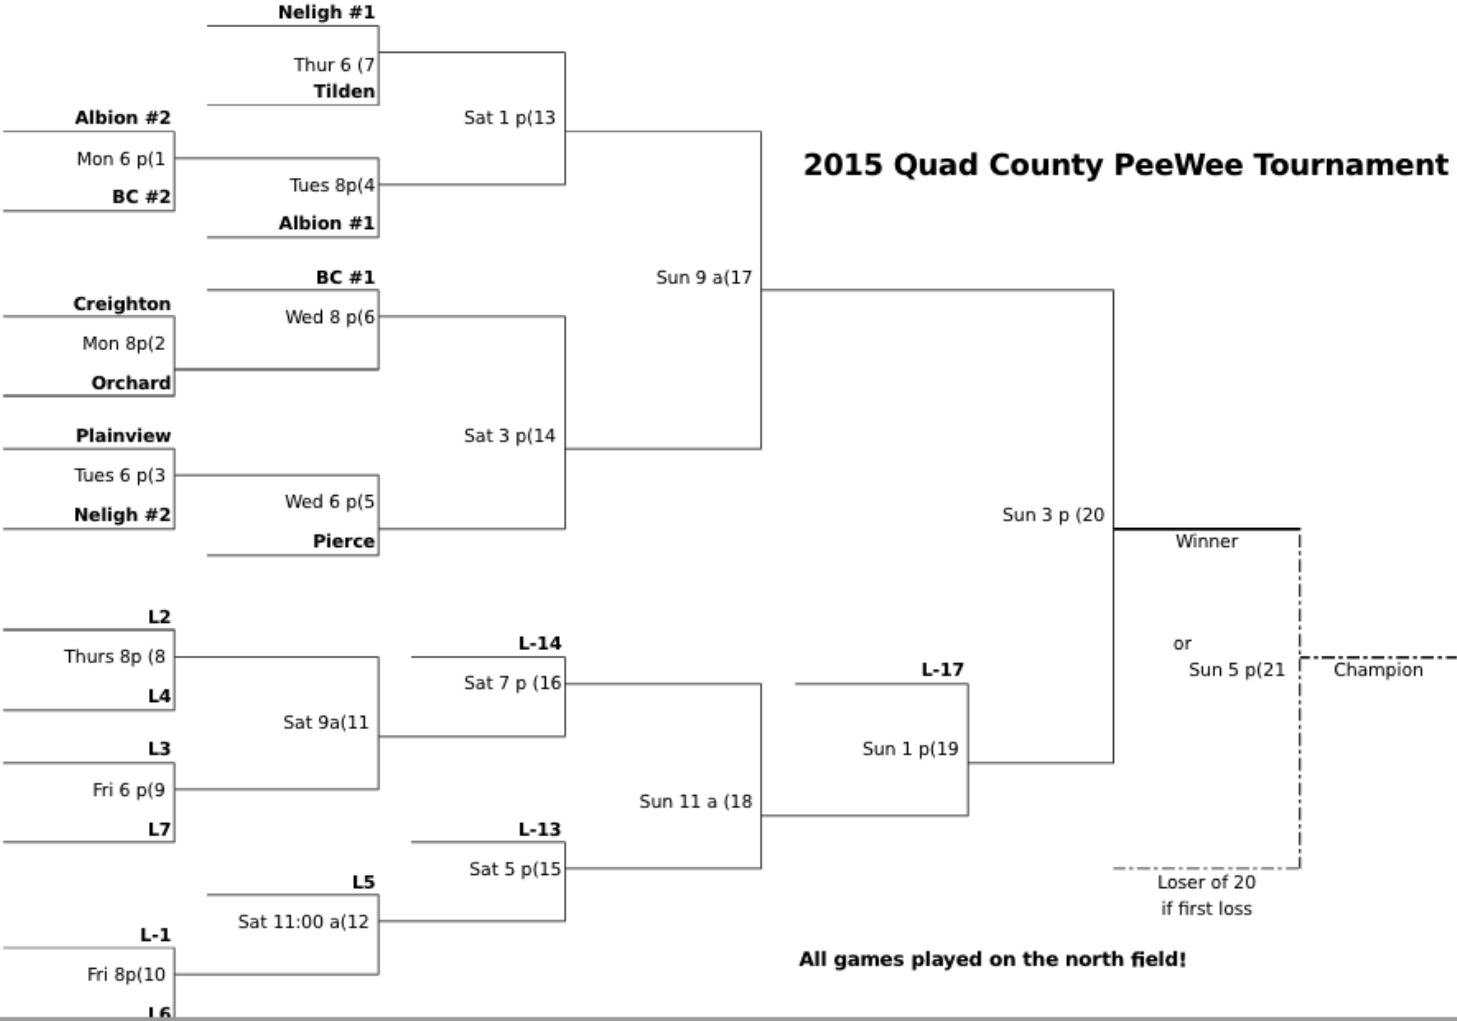 Neligh #1
Thur 6 (7
Tilden
Albion #2
Sat 1 p(13
Mon 6 p(1
2015 Quad County PeeWee Tournament
Tues 8p(4
BC #2
Albion #1
BC #1
Sun 9 a(17
Creighton
Wed 8 p(6
Mon 8p(2
Orchard
Plainview
Sat 3 p(14
Tues 6 p(3
Wed 6 p(5
Neligh #2
Sun 3 p (20
Pierce
Winner
L2
L-14
or
Thurs 8p (8
L-17
Sun 5 p(21
Champion
Sat 7 p (16
L4
Sat 9a(11
L3
Sun 1 p(19
Fri 6 p(9
Sun 11 a (18
L7
L-13
Sat 5 p(15
L5
Loser of 20
if first loss
Sat 11:00 a(12
L-1
All games played on the north field!
Fri 8p(10
L6